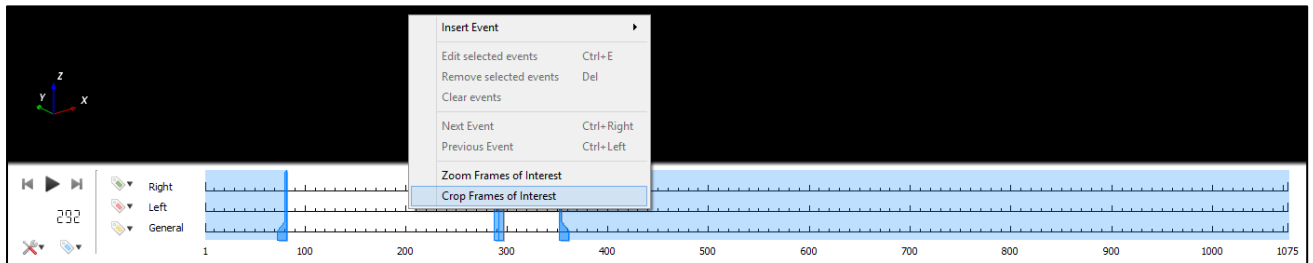 Insert Event
Edit selected events Ctrl+E
Remove selected events Del
Clear events
Next Event Ctrl+Right
Previous Event Ctrl+Left
Zoom Frames of Interest
Crop Frames of Interest
Z
Y X
Right
292 Left
General
1 100 200 300 400 500 600 700 800 900 1000 1075